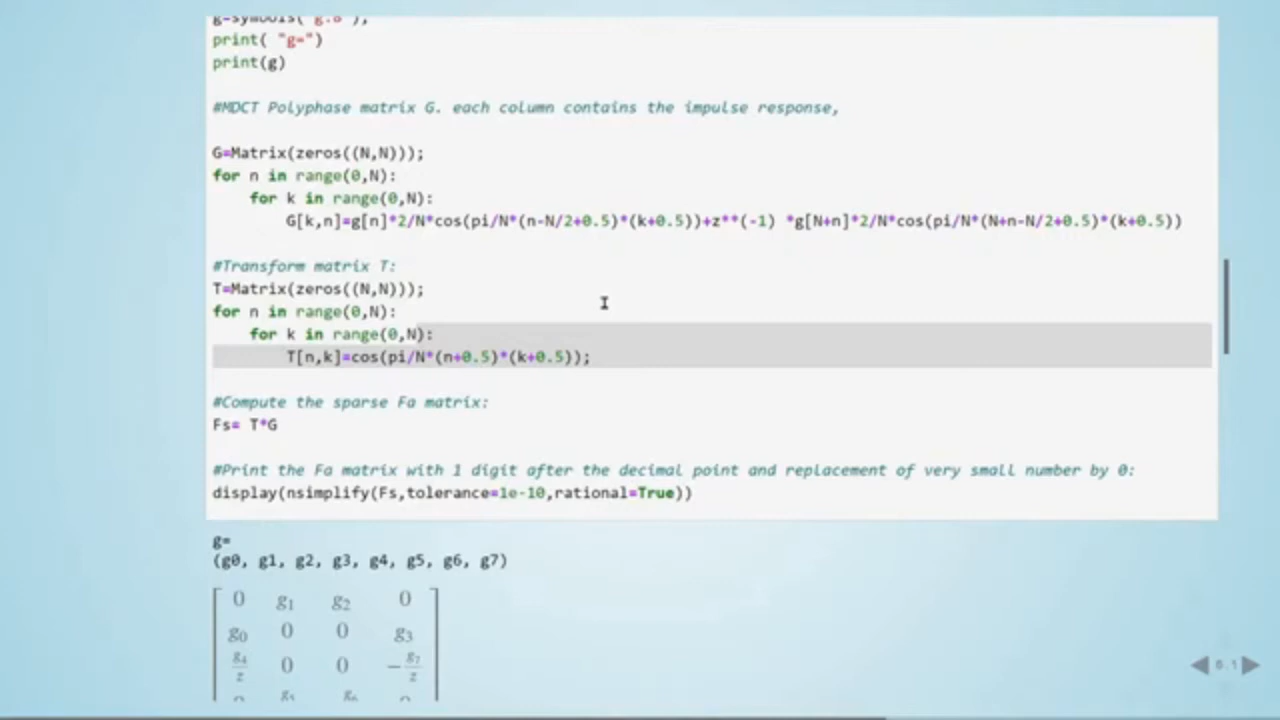 g=symbols('g:8');
print( "g=")
print(g)
#MDCT Polyphase matrix G. each column contains the impulse response,
G=Matrix(zeros((N,N)));
for n in range(0,N):
for k in range(0,N):
G[k,n]=g[n]*2/N*cos(pi/N*(n-N/2+0.5)*(k+0.5))+z**(-1) *g[N+n]*2/N*cos(pi/N*(N+n-N/2+0.5)*(k+0.5))
#Transform matrix T:
T=Matrix(zeros((N,N)));
for n in range(0,N):
for k in range(0,N):
T[n,k]=cos(pi/N*(n+0.5)*(k+0.5));
#Compute the sparse Fa matrix:
Fs= T*G
#Print the Fa matrix with 1 digit after the decimal point and replacement of very small number by 0:
display(nsimplify(Fs,tolerance=1e-10,rational=True))
g=
(g0, g1, g2, g3, g4, g5, g6, g7)
0 g1 g2 0
g0 0 0 g3
g4/z 0 0 -g7/z
6.1